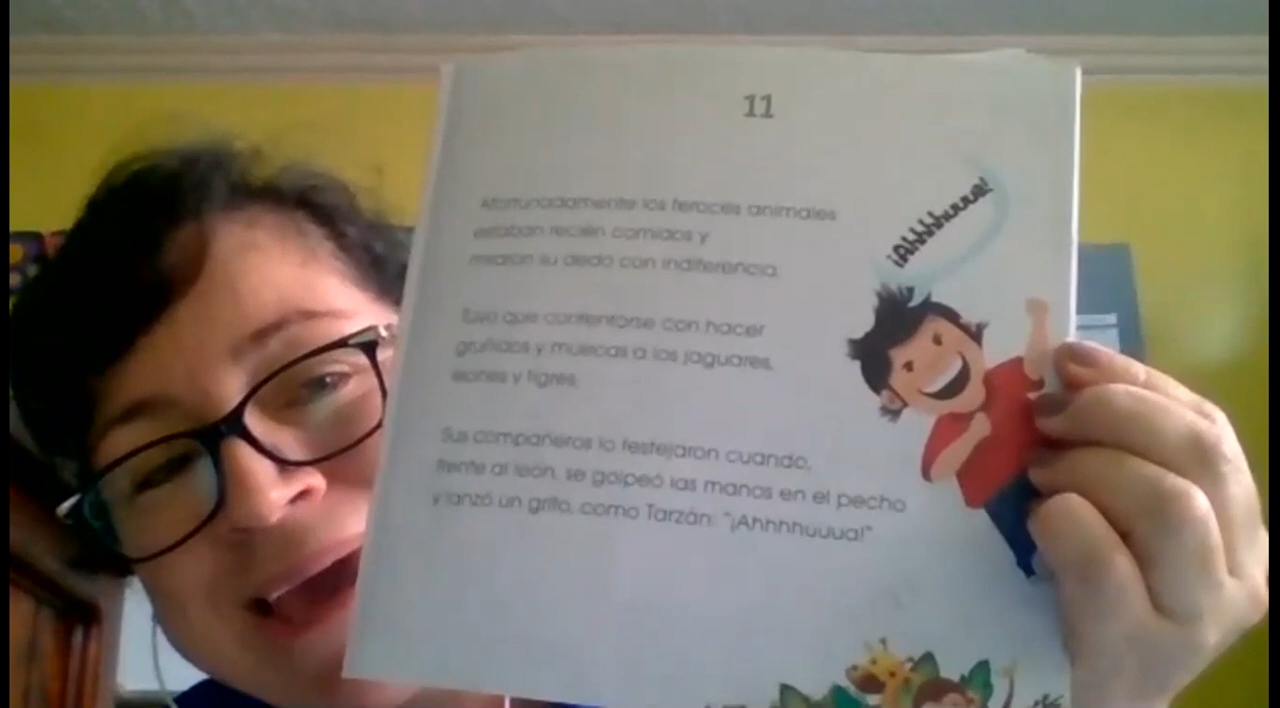 11
¡Ahhhhuuua!
Afortunadamente los feroces animales
estaban recién comidos y
miraron su dedo con indiferencia.
Tuvo que contentarse con hacer
gruñidos y muecas a los jaguares,
leones y tigres.
Sus compañeros lo festejaron cuando,
frente al león, se golpeó las manos en el pecho
y lanzó un grito, como Tarzán: "¡Ahhhhuuua!"